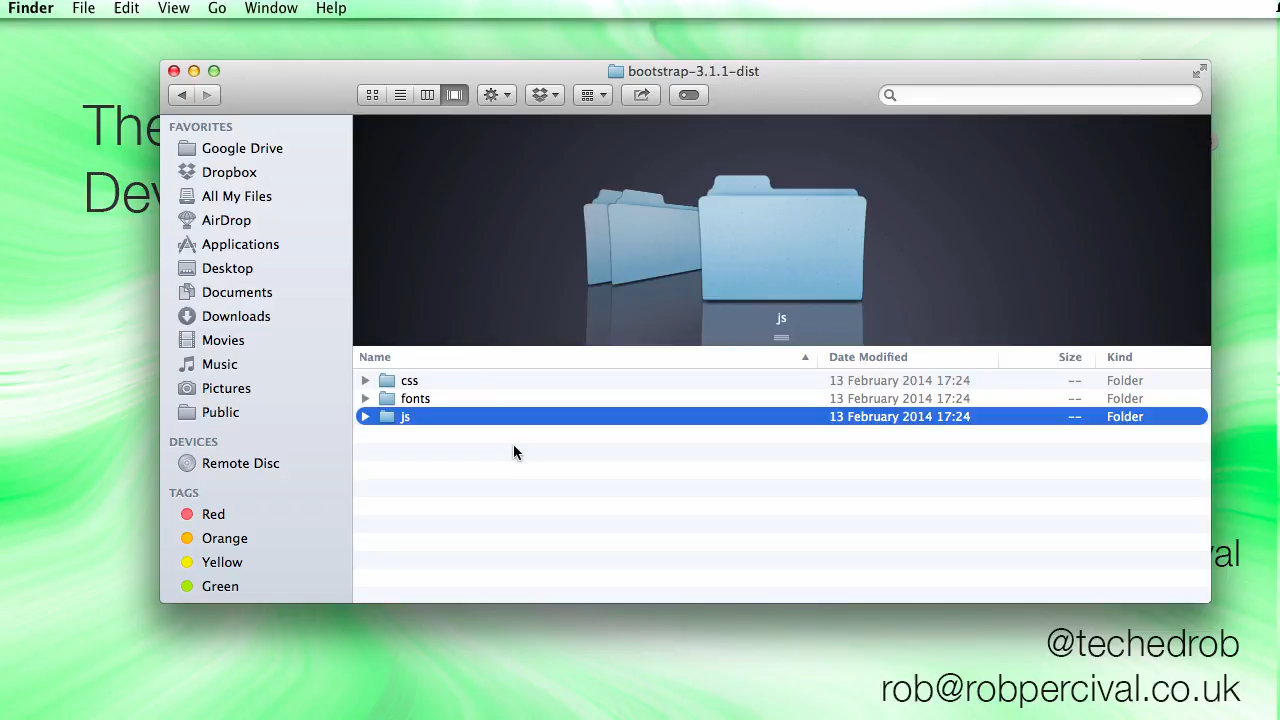 Finder File Edit View Go Window Help
bootstrap-3.1.1-dist
The
Dev
FAVORITES
Google Drive
Dropbox
All My Files
AirDrop
Applications
Desktop
Documents
Downloads
Movies
Music
Pictures
Public
DEVICES
Remote Disc
TAGS
Red
Orange
Yellow
Green
js
Name Date Modified Size Kind
css 13 February 2014 17:24 -- Folder
fonts 13 February 2014 17:24 -- Folder
js 13 February 2014 17:24 -- Folder
val
@techedrob
rob@robpercival.co.uk